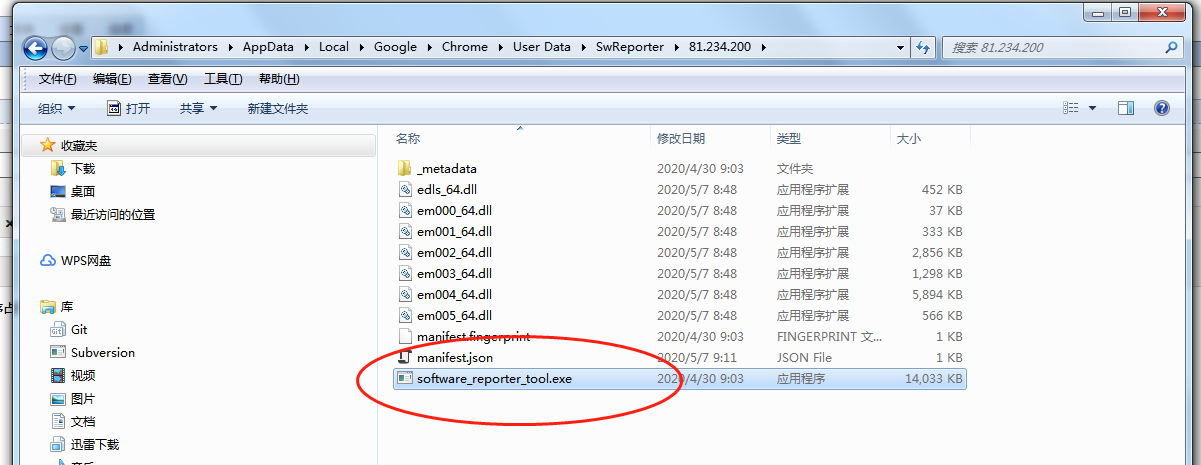 Administrators AppData Local Google Chrome User Data SwReporter 81.234.200 搜索 81.234.200
文件(F) 编辑(E) 查看(V) 工具(T) 帮助(H)
组织 打开 共享 新建文件夹
收藏夹
下载
桌面
最近访问的位置
WPS网盘
库
Git
Subversion
视频
图片
文档
迅雷下载
名称 修改日期 类型 大小
_metadata 2020/4/30 9:03 文件夹
edls_64.dll 2020/5/7 8:48 应用程序扩展 452 KB
em000_64.dll 2020/5/7 8:48 应用程序扩展 37 KB
em001_64.dll 2020/5/7 8:48 应用程序扩展 333 KB
em002_64.dll 2020/5/7 8:48 应用程序扩展 2,856 KB
em003_64.dll 2020/5/7 8:48 应用程序扩展 1,298 KB
em004_64.dll 2020/5/7 8:48 应用程序扩展 5,894 KB
em005_64.dll 2020/5/7 8:48 应用程序扩展 566 KB
manifest.fingerprint 2020/4/30 9:03 FINGERPRINT 文... 1 KB
manifest.json 2020/5/7 9:11 JSON File 1 KB
software_reporter_tool.exe 2020/4/30 9:03 应用程序 14,033 KB